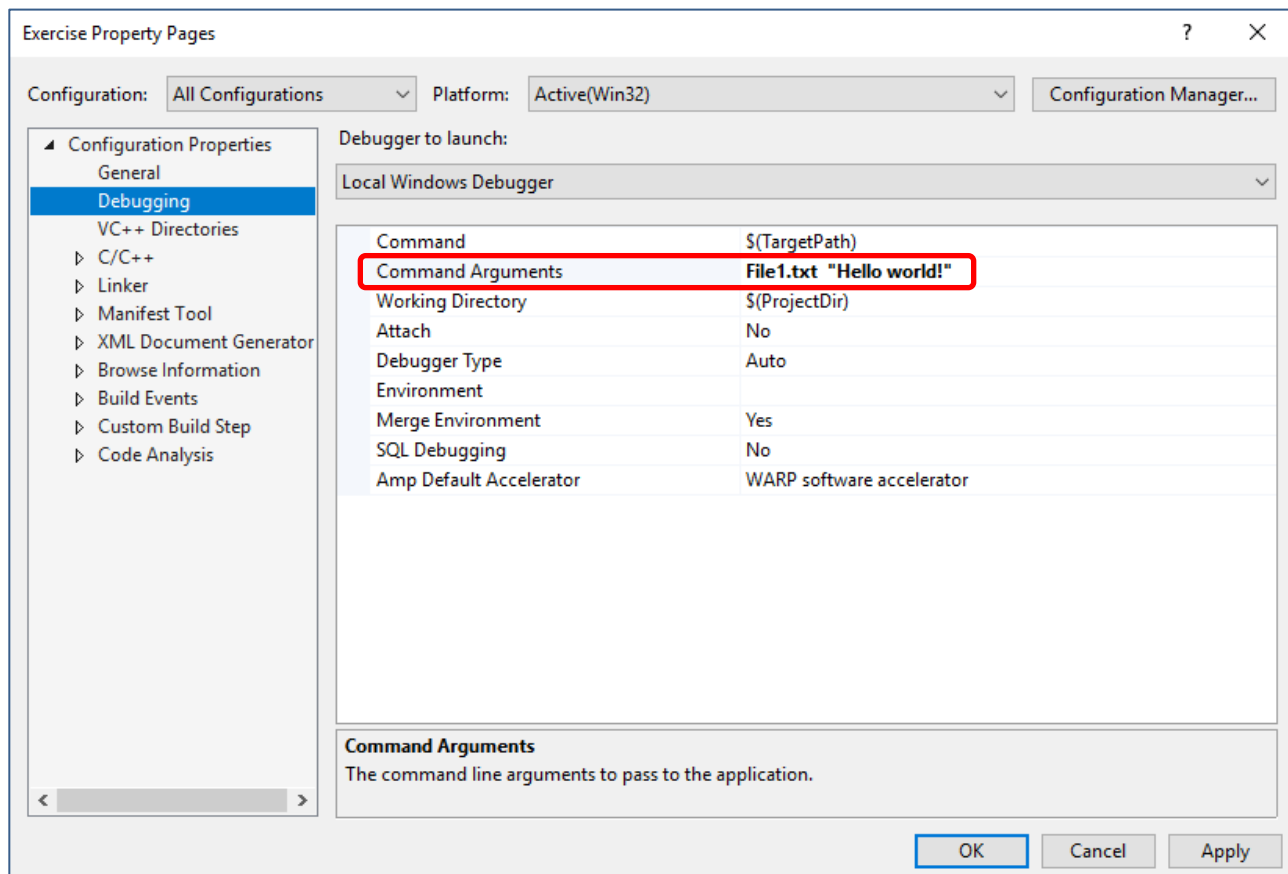 Exercise Property Pages ?
Configuration: All Configurations Platform: Active(Win32) Configuration Manager...
Configuration Properties
General
Debugging
VC++ Directories
C/C++
Linker
Manifest Tool
XML Document Generator
Browse Information
Build Events
Custom Build Step
Code Analysis
Debugger to launch:
Local Windows Debugger
Command $(TargetPath)
Command Arguments File1.txt "Hello world!"
Working Directory $(ProjectDir)
Attach No
Debugger Type Auto
Environment
Merge Environment Yes
SQL Debugging No
Amp Default Accelerator WARP software accelerator
Command Arguments
The command line arguments to pass to the application.
OK Cancel Apply